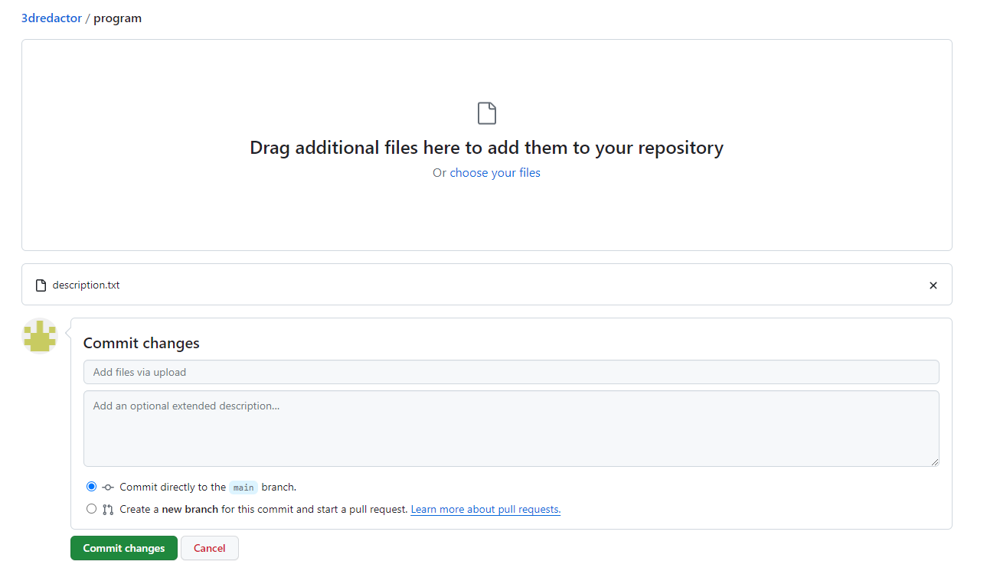 3dredactor / program
Drag additional files here to add them to your repository
Or choose your files
description.txt
Commit changes
Add files via upload
Add an optional extended description...
Commit directly to the main branch.
Create a new branch for this commit and start a pull request. Learn more about pull requests.
Commit changes Cancel